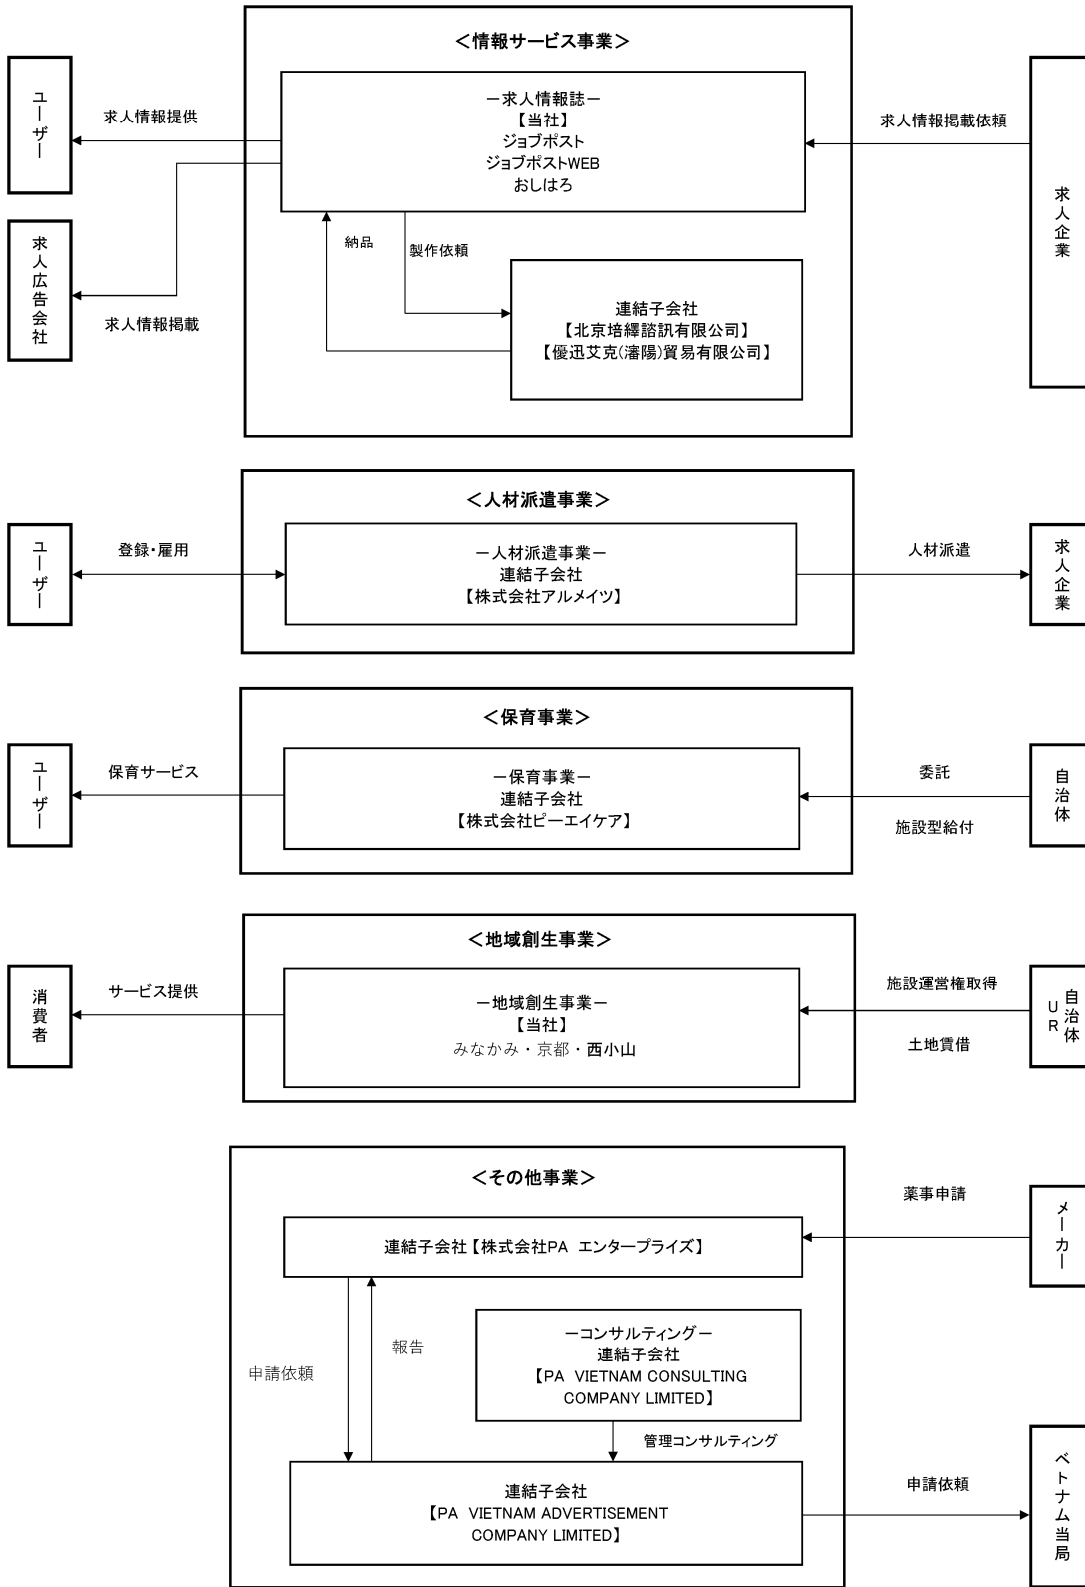 ＜情報サービス事業＞
ユーザー
求人情報提供
－求人情報誌－
【当社】
ジョブポスト
ジョブポストWEB
おしはろ
求人情報掲載依頼
求人企業
求人広告会社
求人情報掲載
納品
製作依頼
連結子会社
【北京培繹諮訊有限公司】
【優迅艾克(瀋陽)貿易有限公司】
＜人材派遣事業＞
ユーザー
登録・雇用
－人材派遣事業－
連結子会社
【株式会社アルメイツ】
人材派遣
求人企業
＜保育事業＞
ユーザー
保育サービス
－保育事業－
連結子会社
【株式会社ピーエイケア】
委託
施設型給付
自治体
＜地域創生事業＞
消費者
サービス提供
－地域創生事業－
【当社】
みなかみ・京都・西小山
施設運営権取得
土地賃借
自治体
UR
＜その他事業＞
連結子会社【株式会社PA エンタープライズ】
薬事申請
メーカー
申請依頼
報告
－コンサルティング－
連結子会社
【PA VIETNAM CONSULTING
COMPANY LIMITED】
管理コンサルティング
連結子会社
【PA VIETNAM ADVERTISEMENT
COMPANY LIMITED】
申請依頼
ベトナム当局